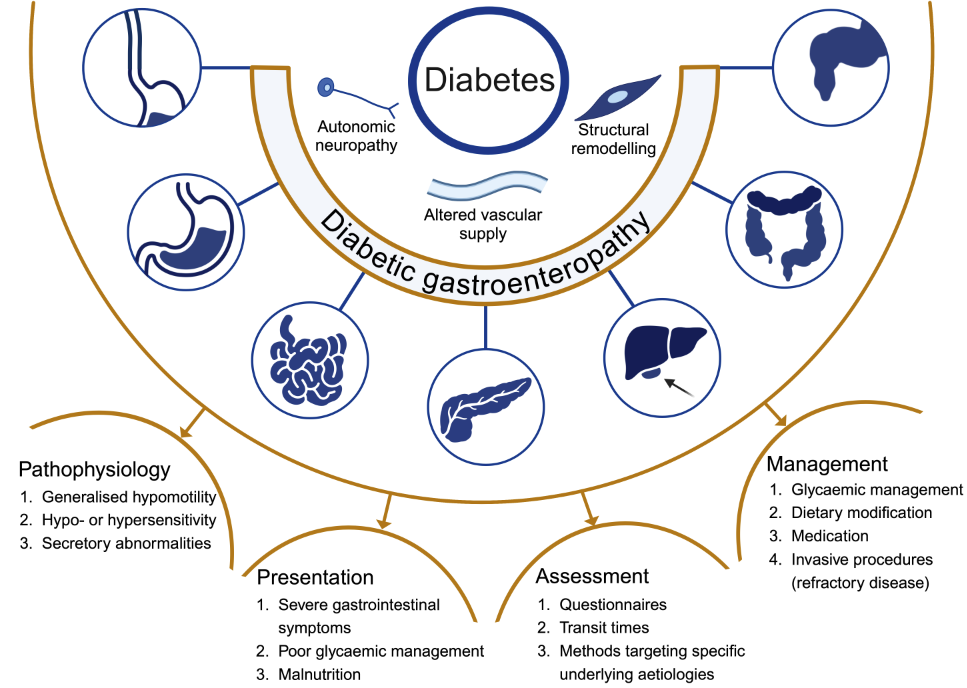 Diabetes
Autonomic
neuropathy
Structural
remodelling
Altered vascular
supply
Diabetic gastroenteropathy
Pathophysiology
1. Generalised hypomotility
2. Hypo- or hypersensitivity
3. Secretory abnormalities
Presentation
1. Severe gastrointestinal
symptoms
2. Poor glycaemic management
3. Malnutrition
Assessment
1. Questionnaires
2. Transit times
3. Methods targeting specific
underlying aetiologies
Management
1. Glycaemic management
2. Dietary modification
3. Medication
4. Invasive procedures
(refractory disease)